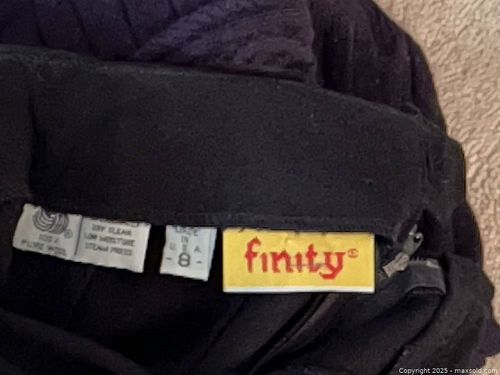 100%
PURE WOOL
DRY CLEAN
LOW MOISTURE
STEAM PRESS
MADE
IN
U.S.A.
- 8 -
finity®
Copyright © 2025 - maxsold.com